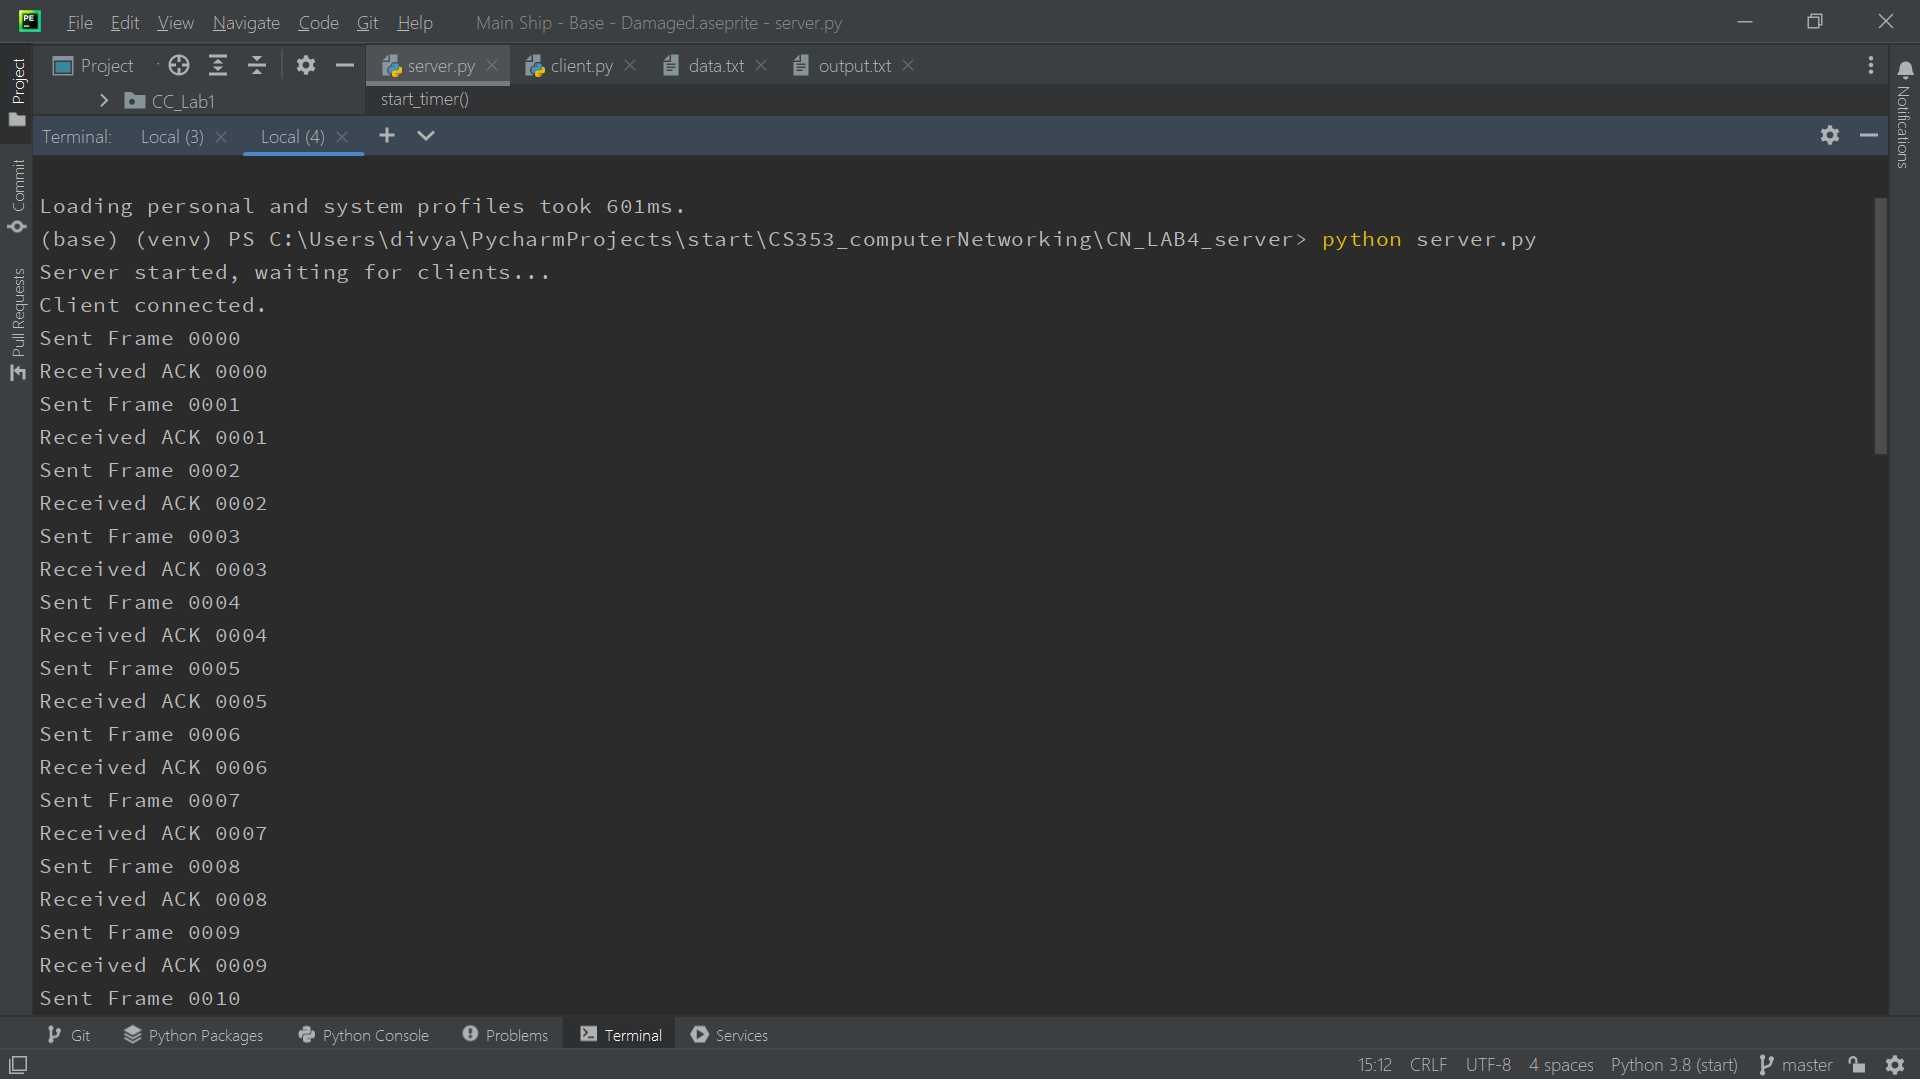 PE File Edit View Navigate Code Git Help Main Ship - Base - Damaged.aseprite - server.py
Project server.py client.py data.txt output.txt
CC_Lab1 start_timer()
Terminal: Local (3) Local (4)
Loading personal and system profiles took 601ms.
(base) (venv) PS C:\Users\divya\PycharmProjects\start\CS353_computerNetworking\CN_LAB4_server> python server.py
Server started, waiting for clients...
Client connected.
Sent Frame 0000
Received ACK 0000
Sent Frame 0001
Received ACK 0001
Sent Frame 0002
Received ACK 0002
Sent Frame 0003
Received ACK 0003
Sent Frame 0004
Received ACK 0004
Sent Frame 0005
Received ACK 0005
Sent Frame 0006
Received ACK 0006
Sent Frame 0007
Received ACK 0007
Sent Frame 0008
Received ACK 0008
Sent Frame 0009
Received ACK 0009
Sent Frame 0010
Project
Commit
Pull Requests
Notifications
Git Python Packages Python Console Problems Terminal Services
15:12 CRLF UTF-8 4 spaces Python 3.8 (start) master